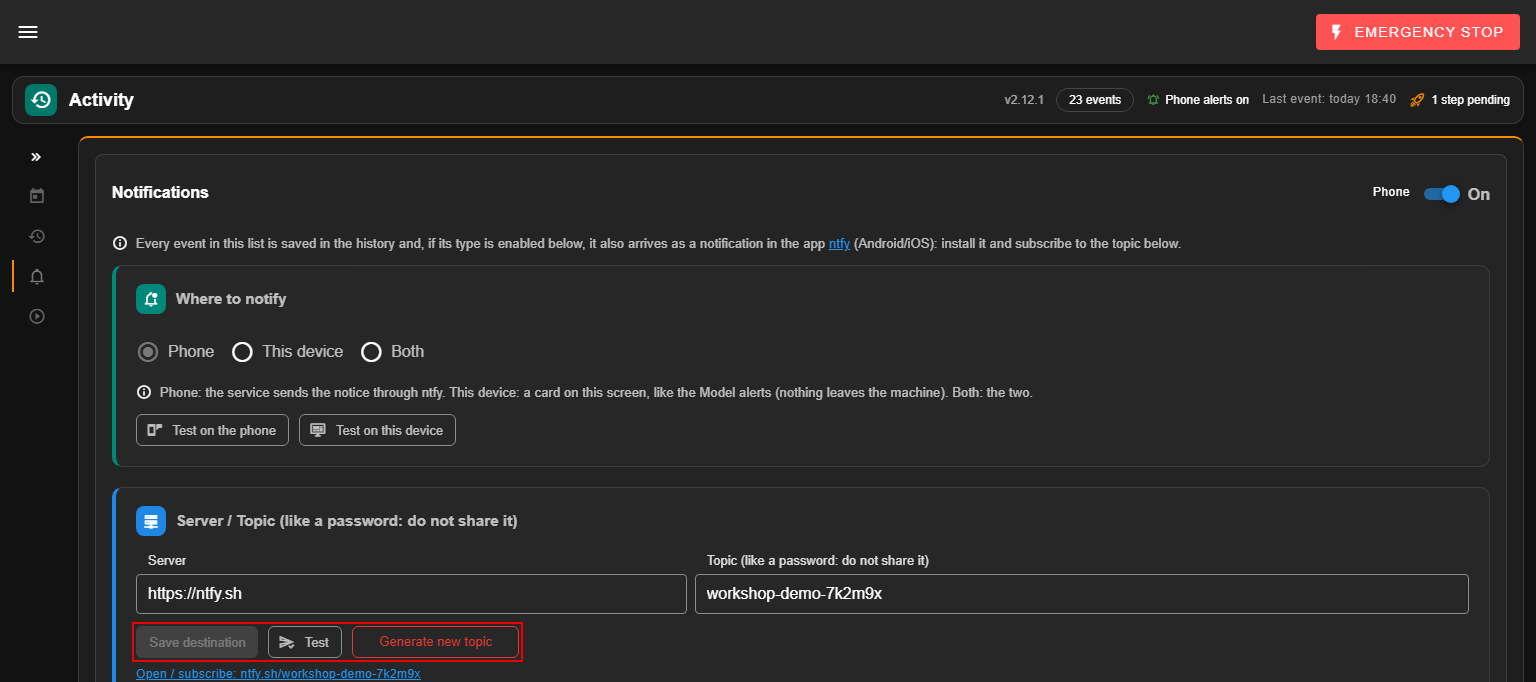 EMERGENCY STOP
Activity
v2.12.1 23 events Phone alerts on Last event: today 18:40 1 step pending
Notifications
Phone On
Every event in this list is saved in the history and, if its type is enabled below, it also arrives as a notification in the app ntfy (Android/iOS): install it and subscribe to the topic below.
Where to notify
Phone This device Both
Phone: the service sends the notice through ntfy. This device: a card on this screen, like the Model alerts (nothing leaves the machine). Both: the two.
Test on the phone Test on this device
Server / Topic (like a password: do not share it)
Server Topic (like a password: do not share it)
https://ntfy.sh workshop-demo-7k2m9x
Save destination Test Generate new topic
Open / subscribe: ntfy.sh/workshop-demo-7k2m9x